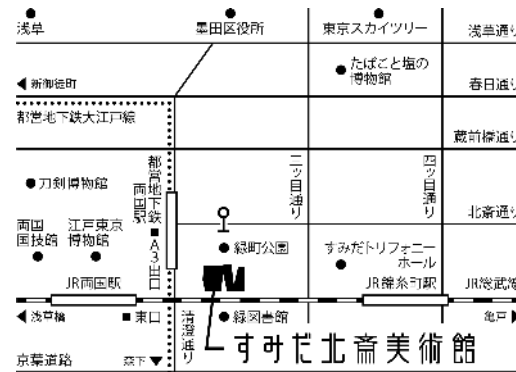 浅草
墨田区役所
東京スカイツリー
浅草通り
たばこと塩の
博物館
新御徒町
春日通り
都営地下鉄大江戸線
蔵前橋通り
都営地下鉄
両国駅
■A3出口
二ッ目通り
四ッ目通り
刀剣博物館
北斎通り
両国
国技館
江戸東京
博物館
緑町公園
すみだトリフォニー
ホール
JR両国駅
JR錦糸町駅
JR総武線
浅草橋
■東口
清澄通り
緑図書館
亀戸
すみだ北斎美術館
京葉道路
森下